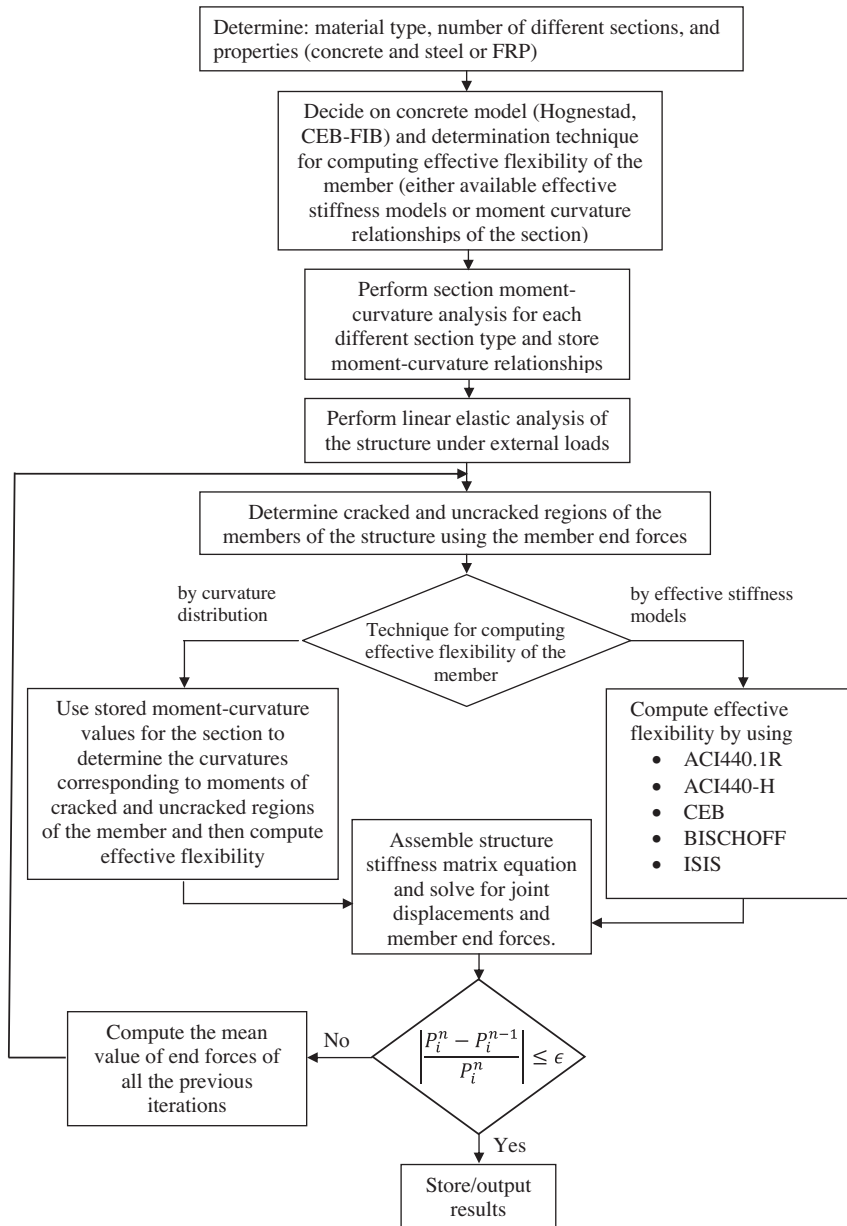 Determine: material type, number of different sections, and
properties (concrete and steel or FRP)
Decide on concrete model (Hognestad,
CEB-FIB) and determination technique
for computing effective flexibility of the
member (either available effective
stiffness models or moment curvature
relationships of the section)
Perform section moment-
curvature analysis for each
different section type and store
moment-curvature relationships
Perform linear elastic analysis of
the structure under external loads
Determine cracked and uncracked regions of the
members of the structure using the member end forces
by curvature
distribution
by effective stiffness
models
Technique for computing
effective flexibility of the
member
Use stored moment-curvature
values for the section to
determine the curvatures
corresponding to moments of
cracked and uncracked regions
of the member and then compute
effective flexibility
Compute effective
flexibility by using
• ACI440.1R
• ACI440-H
• CEB
• BISCHOFF
• ISIS
Assemble structure
stiffness matrix equation
and solve for joint
displacements and
member end forces.
Compute the mean
value of end forces of
all the previous
iterations
No
|(P_i^n − P_i^{n−1}) / P_i^n| ≤ ϵ
Yes
Store/output
results